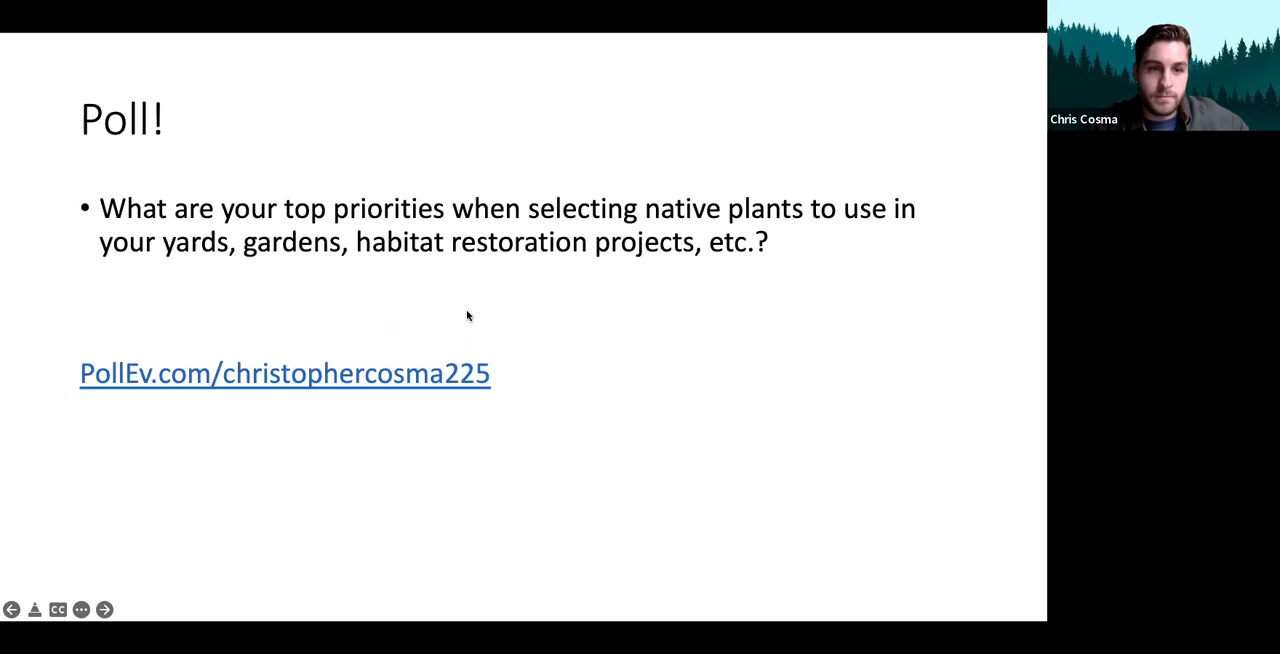 Poll!
• What are your top priorities when selecting native plants to use in
your yards, gardens, habitat restoration projects, etc.?
PollEv.com/christophercosma225
Chris Cosma
CC